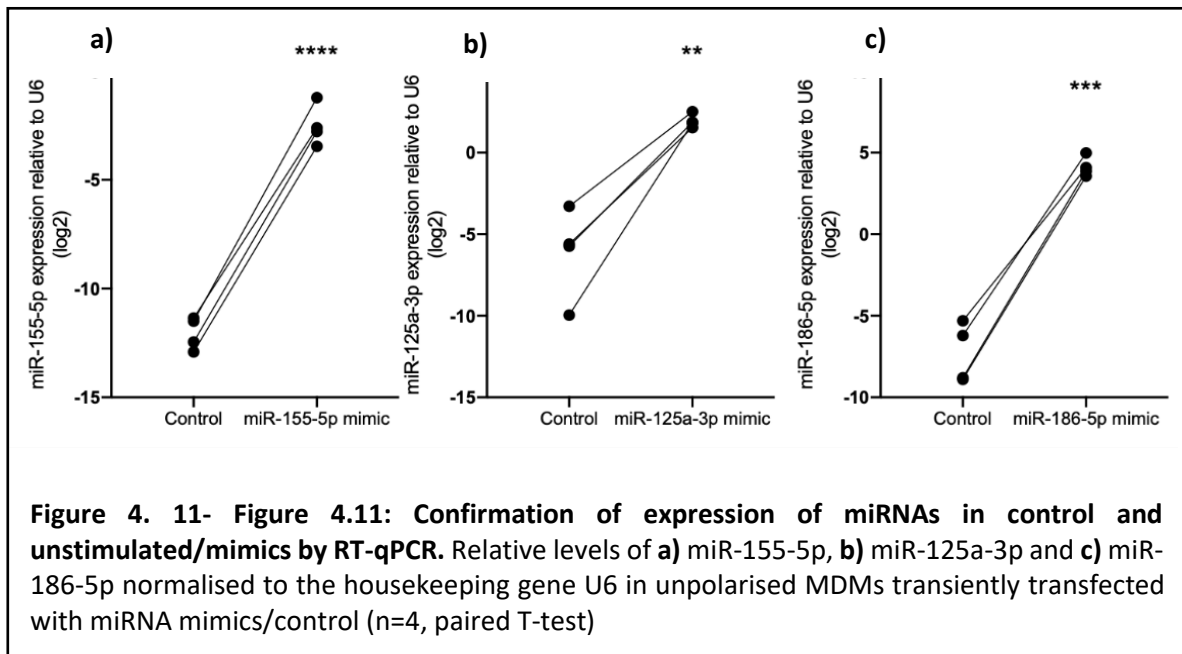 a)
****
miR-155-5p expression relative to U6
(log2)
-5
-10
-15
Control
miR-155-5p mimic
b)
**
miR-125a-3p expression relative to U6
(log2)
0
-5
-10
-15
Control
miR-125a-3p mimic
c)
***
miR-186-5p expression relative to U6
(log2)
5
0
-5
-10
Control
miR-186-5p mimic
Figure 4. 11- Figure 4.11: Confirmation of expression of miRNAs in control and
unstimulated/mimics by RT-qPCR. Relative levels of a) miR-155-5p, b) miR-125a-3p and c) miR-
186-5p normalised to the housekeeping gene U6 in unpolarised MDMs transiently transfected
with miRNA mimics/control (n=4, paired T-test)